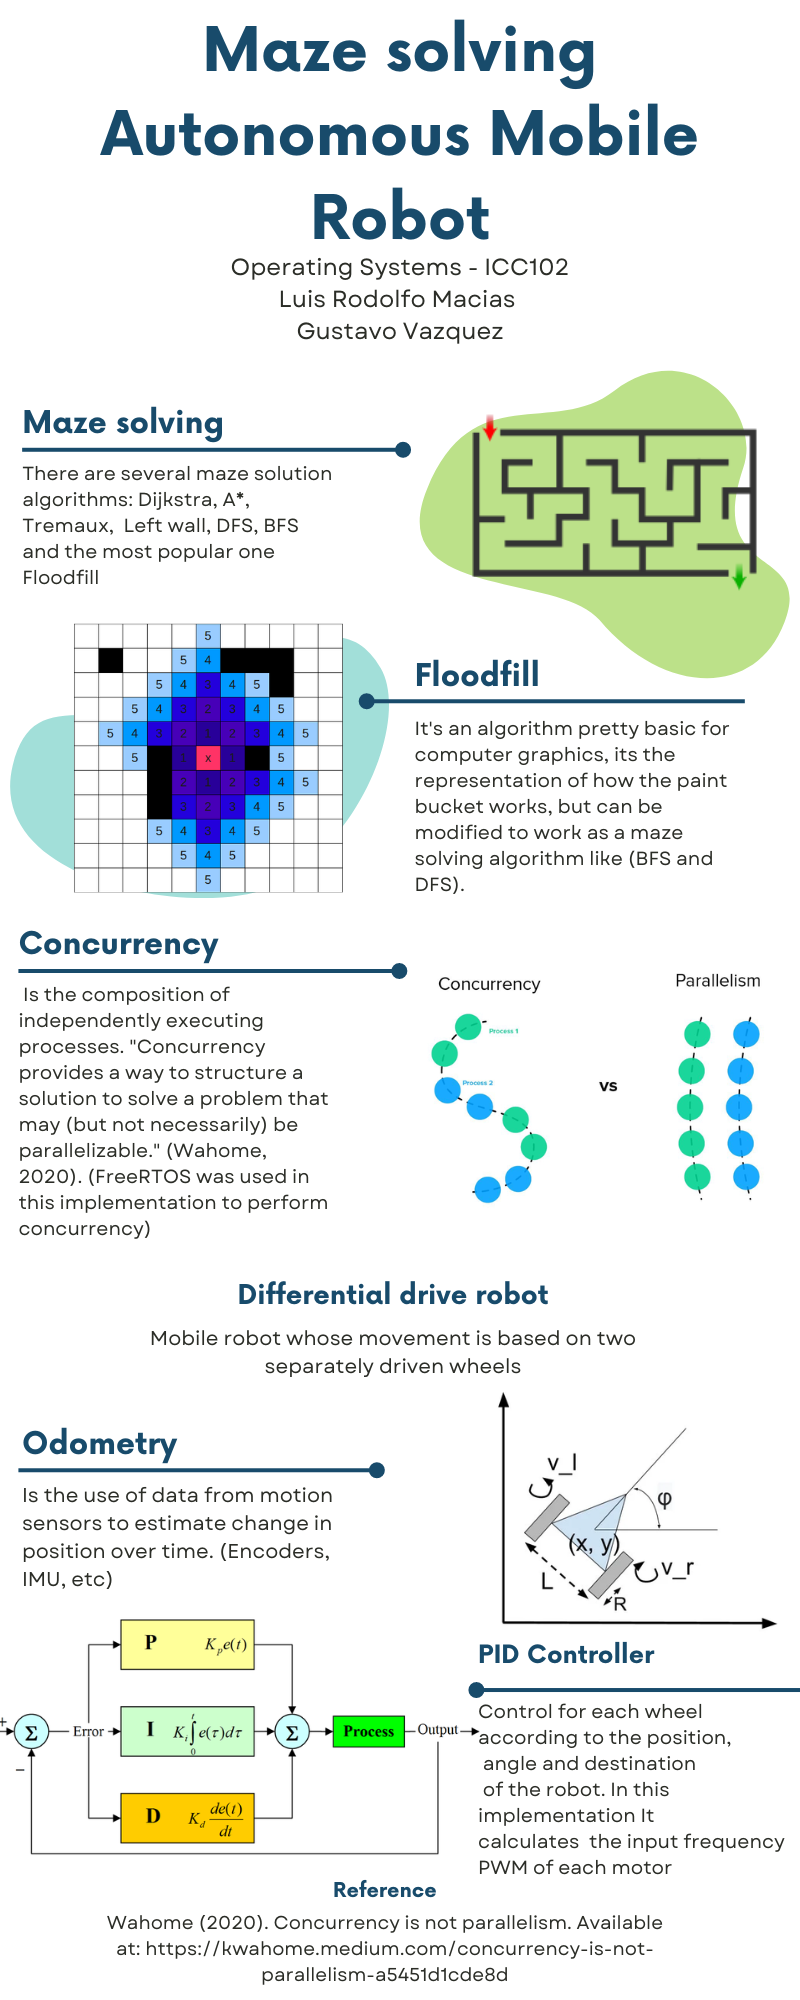 Maze solving
Autonomous Mobile
Robot
Operating Systems - ICC102
Luis Rodolfo Macias
Gustavo Vazquez
Maze solving
There are several maze solution
algorithms: Dijkstra, A*,
Tremaux,  Left wall, DFS, BFS
and the most popular one
Floodfill
5
5 4
5 4 3 4 5
5 4 3 2 3 4 5
5 4 3 2 2 3 4 5
5 x 5
2 2 3 4 5
3 2 3 4 5
5 4 3 4 5
5 4 5
5
Floodfill
It's an algorithm pretty basic for
computer graphics, its the
representation of how the paint
bucket works, but can be
modified to work as a maze
solving algorithm like (BFS and
DFS).
Concurrency
Is the composition of
independently executing
processes. "Concurrency
provides a way to structure a
solution to solve a problem that
may (but not necessarily) be
parallelizable." (Wahome,
2020). (FreeRTOS was used in
this implementation to perform
concurrency)
Concurrency
Process 1
Process 2
vs
Parallelism
Differential drive robot
Mobile robot whose movement is based on two
separately driven wheels
Odometry
Is the use of data from motion
sensors to estimate change in
position over time. (Encoders,
IMU, etc)
v_l
φ
(x, y)
v_r
L
R
+
Σ
−
Error
P K_p e(t)
I K_i ∫_0^t e(τ)dτ
D K_d de(t)/dt
Σ
Process
Output
PID Controller
Control for each wheel
according to the position,
angle and destination
of the robot. In this
implementation It
calculates  the input frequency
PWM of each motor
Reference
Wahome (2020). Concurrency is not parallelism. Available
at: https://kwahome.medium.com/concurrency-is-not-
parallelism-a5451d1cde8d